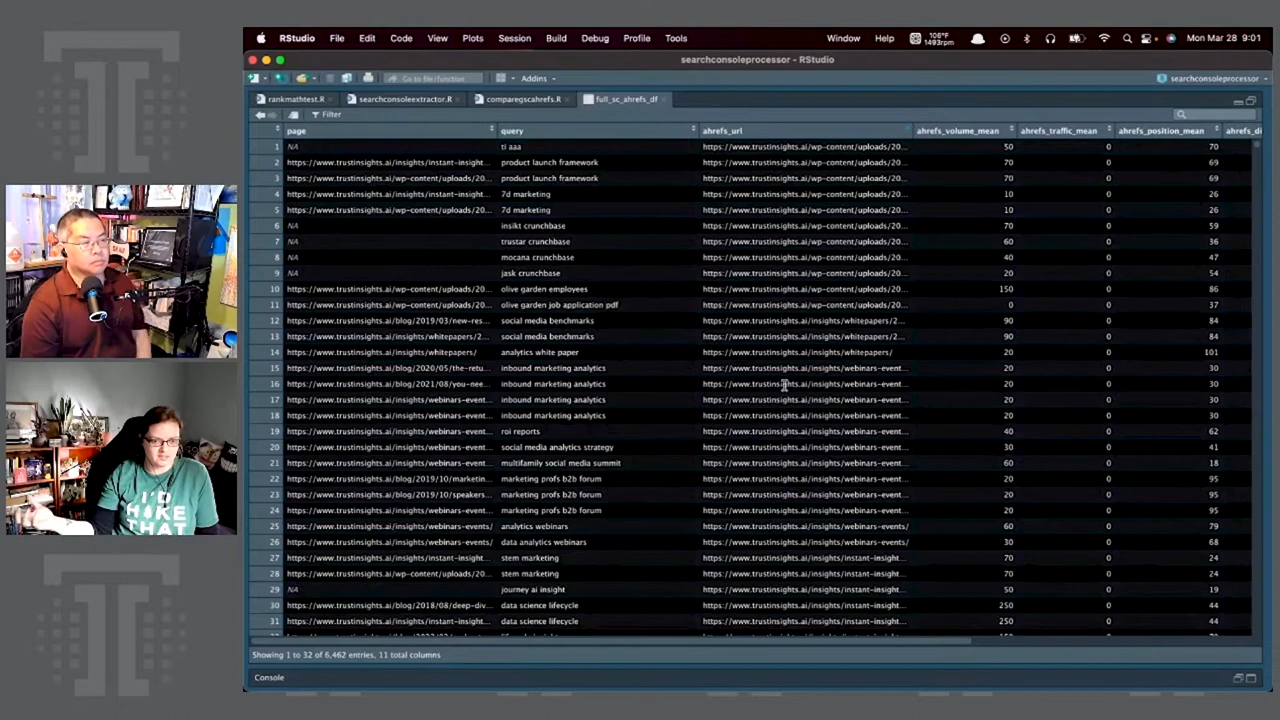 RStudio File Edit Code View Plots Session Build Debug Profile Tools Window Help 108°F 1493rpm Mon Mar 28 9:01
searchconsoleprocessor - RStudio
Go to file/function Addins searchconsoleprocessor
rankmathtest.R searchconsoleextractor.R comparegscahrefs.R full_sc_ahrefs_df
Filter
page query ahrefs_url ahrefs_volume_mean ahrefs_traffic_mean ahrefs_position_mean ahrefs_di
1 NA ti aaa https://www.trustinsights.ai/wp-content/uploads/20... 50 0 70
2 https://www.trustinsights.ai/insights/instant-insight... product launch framework https://www.trustinsights.ai/wp-content/uploads/20... 70 0 69
3 https://www.trustinsights.ai/wp-content/uploads/20... product launch framework https://www.trustinsights.ai/wp-content/uploads/20... 70 0 69
4 https://www.trustinsights.ai/insights/instant-insight... 7d marketing https://www.trustinsights.ai/wp-content/uploads/20... 10 0 26
5 https://www.trustinsights.ai/wp-content/uploads/20... 7d marketing https://www.trustinsights.ai/wp-content/uploads/20... 10 0 26
6 NA insikt crunchbase https://www.trustinsights.ai/wp-content/uploads/20... 70 0 59
7 NA trustar crunchbase https://www.trustinsights.ai/wp-content/uploads/20... 60 0 36
8 NA mocana crunchbase https://www.trustinsights.ai/wp-content/uploads/20... 40 0 47
9 NA jask crunchbase https://www.trustinsights.ai/wp-content/uploads/20... 20 0 54
10 https://www.trustinsights.ai/wp-content/uploads/20... olive garden employees https://www.trustinsights.ai/wp-content/uploads/20... 150 0 86
11 https://www.trustinsights.ai/wp-content/uploads/20... olive garden job application pdf https://www.trustinsights.ai/wp-content/uploads/20... 0 0 37
12 https://www.trustinsights.ai/blog/2019/03/new-res... social media benchmarks https://www.trustinsights.ai/insights/whitepapers/2... 90 0 84
13 https://www.trustinsights.ai/insights/whitepapers/2... social media benchmarks https://www.trustinsights.ai/insights/whitepapers/2... 90 0 84
14 https://www.trustinsights.ai/insights/whitepapers/ analytics white paper https://www.trustinsights.ai/insights/whitepapers/ 20 0 101
15 https://www.trustinsights.ai/blog/2020/05/the-retu... inbound marketing analytics https://www.trustinsights.ai/insights/webinars-event... 20 0 30
16 https://www.trustinsights.ai/blog/2021/08/you-nee... inbound marketing analytics https://www.trustinsights.ai/insights/webinars-event... 20 0 30
17 https://www.trustinsights.ai/insights/webinars-event... inbound marketing analytics https://www.trustinsights.ai/insights/webinars-event... 20 0 30
18 https://www.trustinsights.ai/insights/webinars-event... inbound marketing analytics https://www.trustinsights.ai/insights/webinars-event... 20 0 30
19 https://www.trustinsights.ai/insights/webinars-event... roi reports https://www.trustinsights.ai/insights/webinars-event... 40 0 62
20 https://www.trustinsights.ai/insights/webinars-event... social media analytics strategy https://www.trustinsights.ai/insights/webinars-event... 30 0 41
21 https://www.trustinsights.ai/insights/webinars-event... multifamily social media summit https://www.trustinsights.ai/insights/webinars-event... 60 0 18
22 https://www.trustinsights.ai/blog/2019/10/marketin... marketing profs b2b forum https://www.trustinsights.ai/insights/webinars-event... 20 0 95
23 https://www.trustinsights.ai/blog/2019/10/speakers... marketing profs b2b forum https://www.trustinsights.ai/insights/webinars-event... 20 0 95
24 https://www.trustinsights.ai/insights/webinars-event... marketing profs b2b forum https://www.trustinsights.ai/insights/webinars-event... 20 0 95
25 https://www.trustinsights.ai/insights/webinars-events/ analytics webinars https://www.trustinsights.ai/insights/webinars-events/ 60 0 79
26 https://www.trustinsights.ai/insights/webinars-events/ data analytics webinars https://www.trustinsights.ai/insights/webinars-events/ 30 0 68
27 https://www.trustinsights.ai/insights/instant-insight... stem marketing https://www.trustinsights.ai/insights/instant-insight... 70 0 24
28 https://www.trustinsights.ai/wp-content/uploads/20... stem marketing https://www.trustinsights.ai/insights/instant-insight... 70 0 24
29 NA journey ai insight https://www.trustinsights.ai/insights/instant-insight... 50 0 19
30 https://www.trustinsights.ai/blog/2018/08/deep-div... data science lifecycle https://www.trustinsights.ai/insights/instant-insight... 250 0 44
31 https://www.trustinsights.ai/insights/instant-insight... data science lifecycle https://www.trustinsights.ai/insights/instant-insight... 250 0 44
Showing 1 to 32 of 6,462 entries, 11 total columns
Console
I'D
THAT